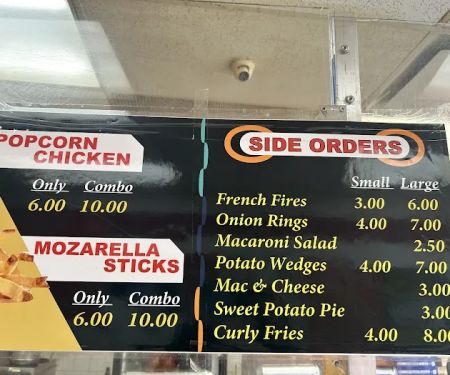 POPCORN
CHICKEN
Only Combo
6.00 10.00
MOZARELLA
STICKS
Only Combo
6.00 10.00
SIDE ORDERS
Small Large
French Fires 3.00 6.00
Onion Rings 4.00 7.00
Macaroni Salad 2.50
Potato Wedges 4.00 7.00
Mac & Cheese 3.00
Sweet Potato Pie 3.00
Curly Fries 4.00 8.00